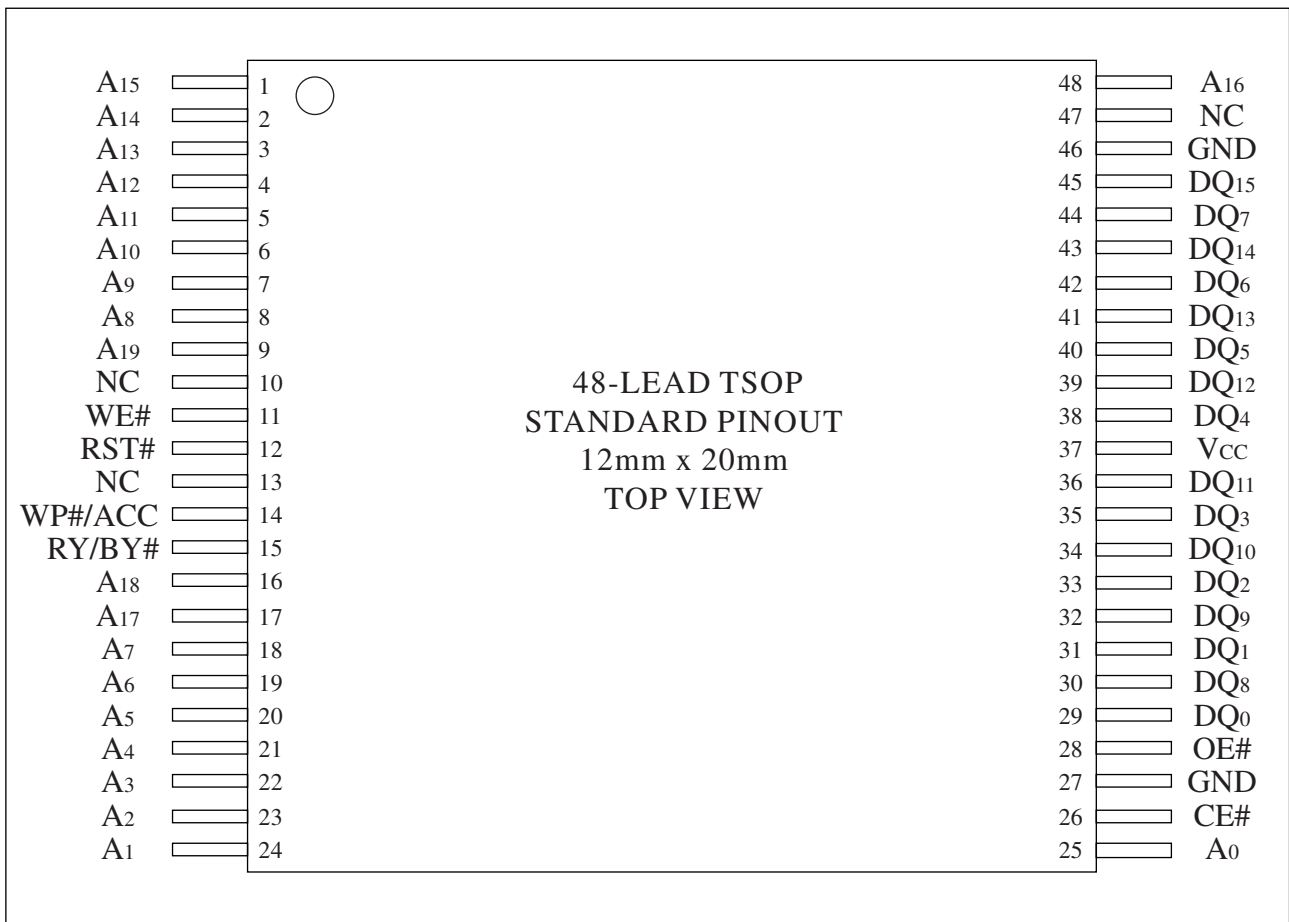 A15 1
A14 2
A13 3
A12 4
A11 5
A10 6
A9 7
A8 8
A19 9
NC 10
WE# 11
RST# 12
NC 13
WP#/ACC 14
RY/BY# 15
A18 16
A17 17
A7 18
A6 19
A5 20
A4 21
A3 22
A2 23
A1 24
48-LEAD TSOP
STANDARD PINOUT
12mm x 20mm
TOP VIEW
48 A16
47 NC
46 GND
45 DQ15
44 DQ7
43 DQ14
42 DQ6
41 DQ13
40 DQ5
39 DQ12
38 DQ4
37 VCC
36 DQ11
35 DQ3
34 DQ10
33 DQ2
32 DQ9
31 DQ1
30 DQ8
29 DQ0
28 OE#
27 GND
26 CE#
25 A0